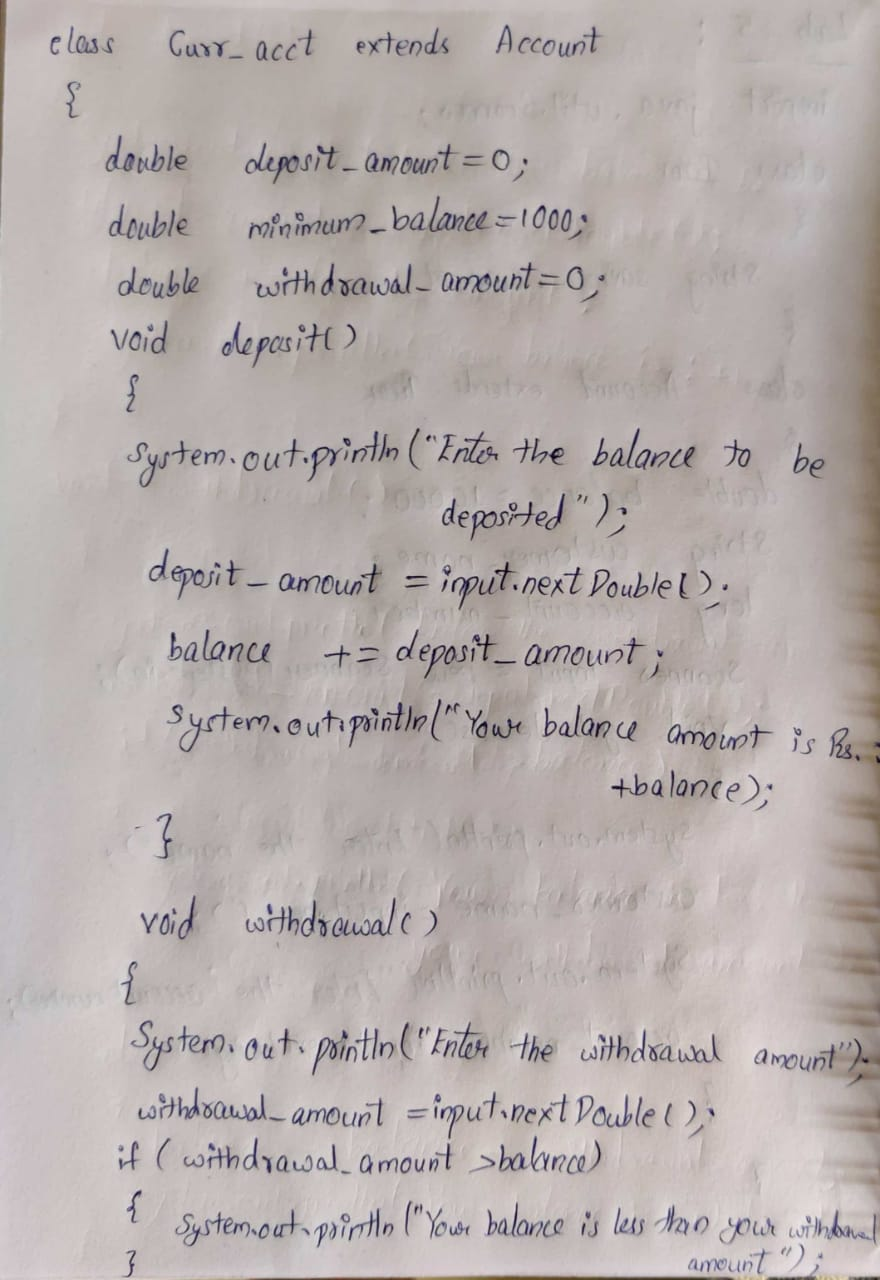 class Curr_acct extends Account
{
double deposit_amount=0;
double minimum_balance=1000;
double withdrawal_amount=0;
void deposit()
{
System.out.println("Enter the balance to be
deposited");
deposit_amount = input.nextDouble();
balance += deposit_amount;
System.out.println("Your balance amount is Rs. :
+balance);
}
void withdrawal()
{
System.out.println("Enter the withdrawal amount");
withdrawal_amount =input.nextDouble();
if (withdrawal_amount >balance)
{
System.out.println("Your balance is less than your withdrawal
amount");
}